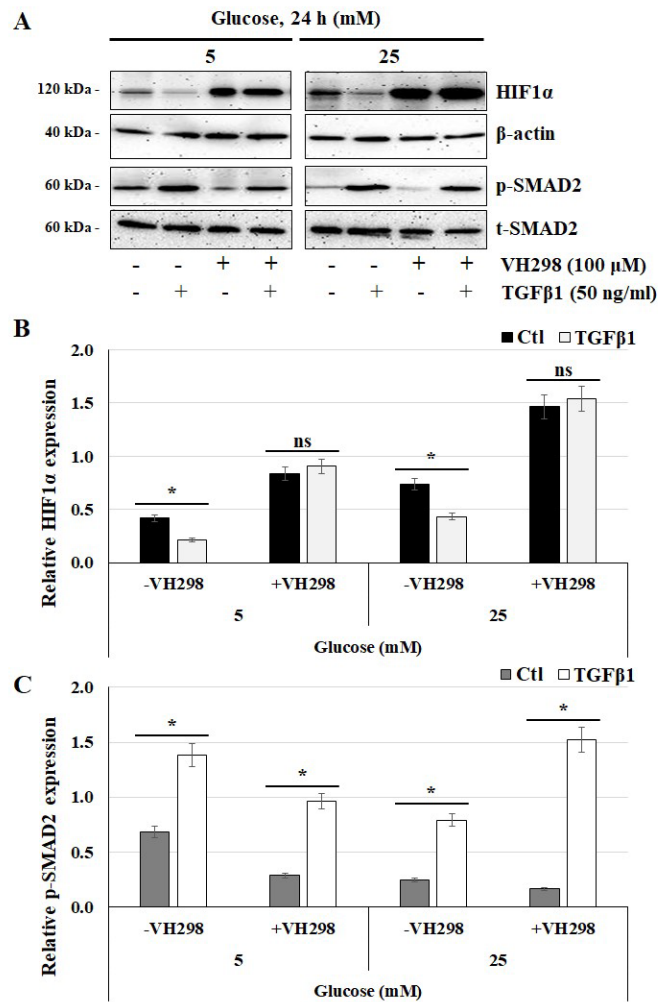 A
Glucose, 24 h (mM)
5 25
120 kDa - HIF1α
40 kDa - β-actin
60 kDa - p-SMAD2
60 kDa - t-SMAD2
- - + + - - + + VH298 (100 μM)
- + - + - + - + TGFβ1 (50 ng/ml)
B
Ctl TGFβ1
Relative HIF1α expression
2.0
1.5
1.0
0.5
0.0
* ns * ns
-VH298 +VH298 -VH298 +VH298
5 25
Glucose (mM)
C
Ctl TGFβ1
Relative p-SMAD2 expression
2.0
1.5
1.0
0.5
0.0
* * * *
-VH298 +VH298 -VH298 +VH298
5 25
Glucose (mM)